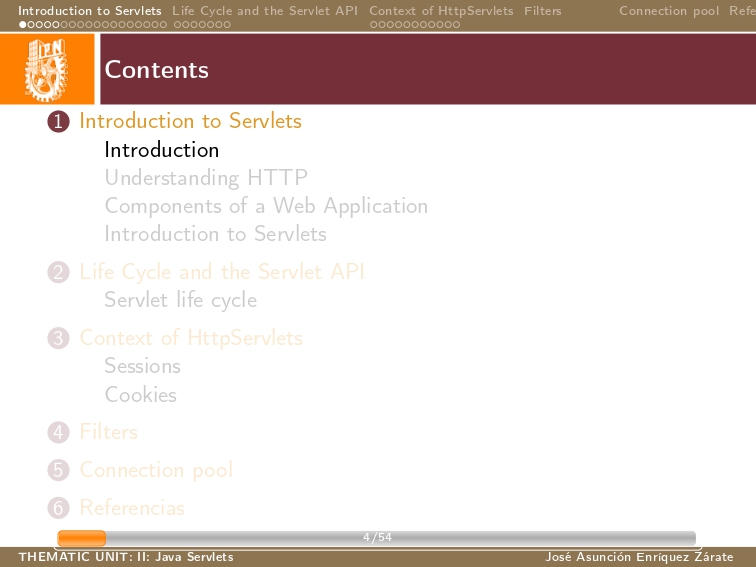 Introduction to Servlets Life Cycle and the Servlet API Context of HttpServlets Filters Connection pool Refe
IPN
Contents
1 Introduction to Servlets
Introduction
Understanding HTTP
Components of a Web Application
Introduction to Servlets
2 Life Cycle and the Servlet API
Servlet life cycle
3 Context of HttpServlets
Sessions
Cookies
4 Filters
5 Connection pool
6 Referencias
4/54
THEMATIC UNIT: II: Java Servlets José Asunción Enríquez Zárate